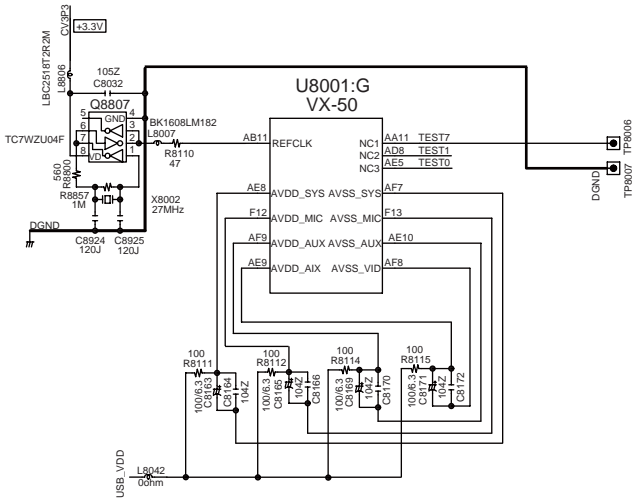 CV3P3
+3.3V
LBC2518T2R2M
L8806
105Z
C8032
Q8807
GND
VD
5
6
7
8
4
3
2
1
TC7WZU04F
BK1608LM182
L8007
R8110
47
560
R8800
R8857
1M
X8002
27MHz
DGND
C8924
120J
C8925
120J
U8001:G
VX-50
AB11 REFCLK
NC1 AA11 TEST7
NC2 AD8 TEST1
NC3 AE5 TEST0
AE8 AVDD_SYS AVSS_SYS AF7
F12 AVDD_MIC AVSS_MIC F13
AF9 AVDD_AUX AVSS_AUX AE10
AE9 AVDD_AIX AVSS_VID AF8
TP8006
DGND
TP8007
100
R8111
100/6.3
C8163
C8164
104Z
100
R8112
100/6.3
C8165
104Z
C8166
100
R8114
100/6.3
C8169
104Z
C8170
100
R8115
100/6.3
C8171
104Z
C8172
USB_VDD
L8042
0ohm